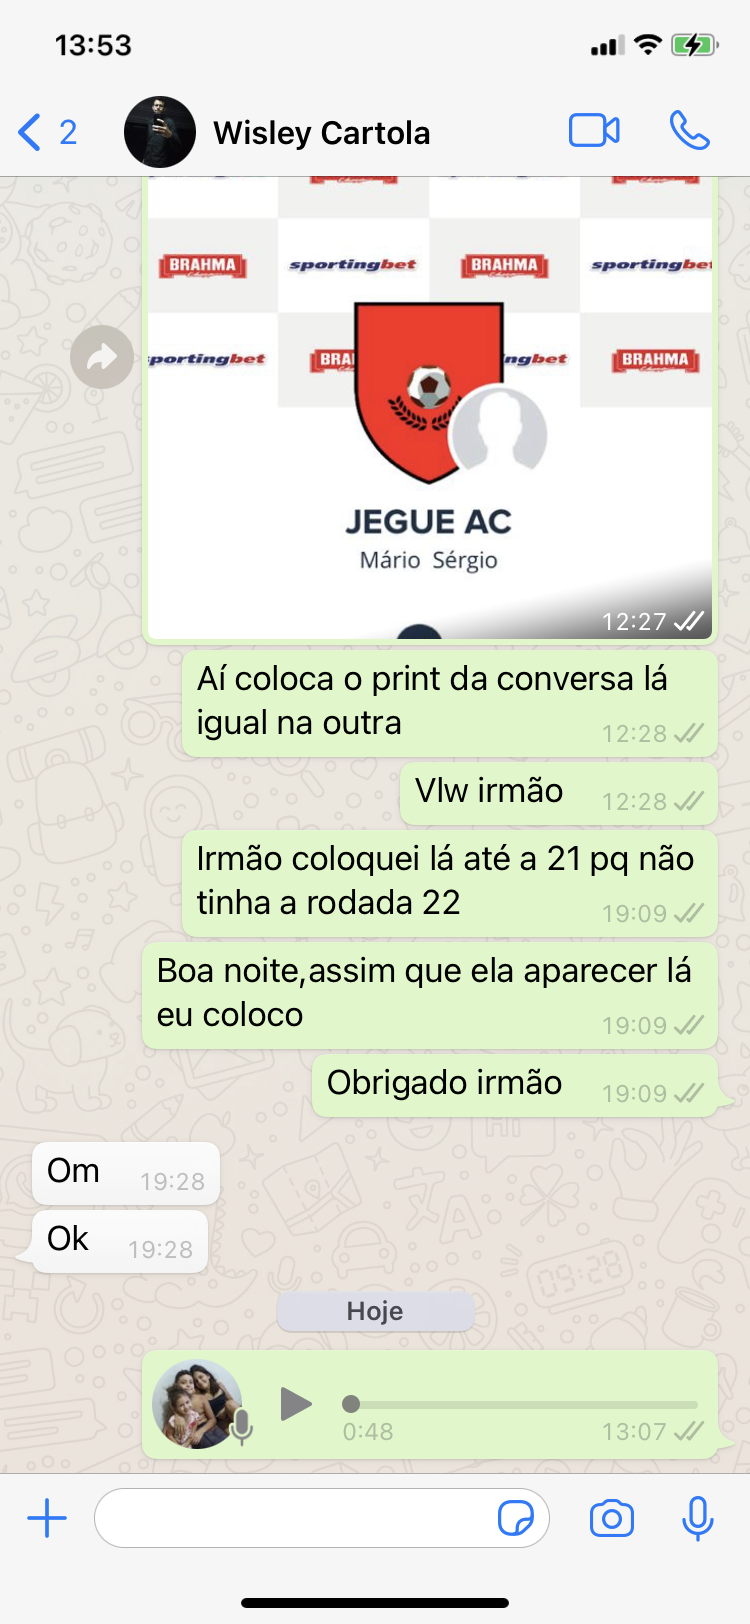 13:53
2
Wisley Cartola
BRAHMA sportingbet BRAHMA sportingbet
portingbet BRA ngbet BRAHMA
JEGUE AC
Mário Sérgio
12:27
Aí coloca o print da conversa lá
igual na outra
12:28
Vlw irmão
12:28
Irmão coloquei lá até a 21 pq não
tinha a rodada 22
19:09
Boa noite,assim que ela aparecer lá
eu coloco
19:09
Obrigado irmão
19:09
Om
19:28
Ok
19:28
Hoje
0:48
13:07